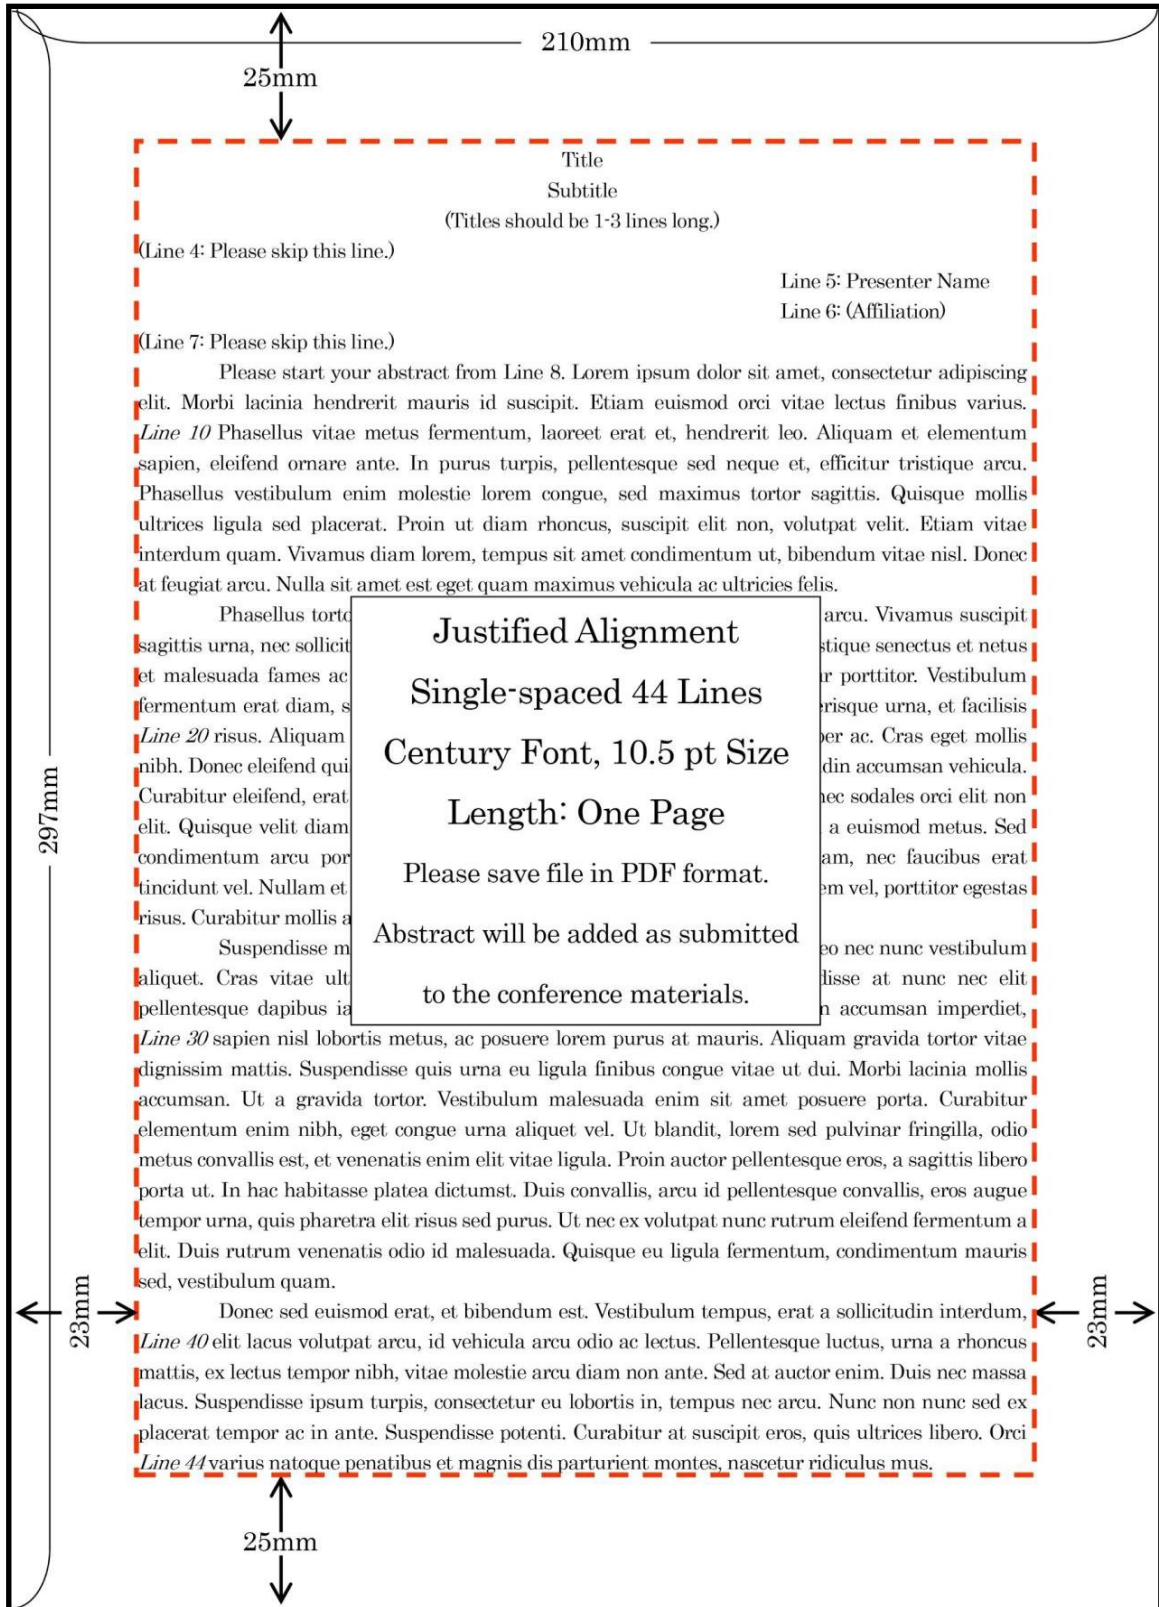 210mm
25mm
Title
Subtitle
(Titles should be 1-3 lines long.)
(Line 4: Please skip this line.)
Line 5: Presenter Name
Line 6: (Affiliation)
(Line 7: Please skip this line.)
Please start your abstract from Line 8. Lorem ipsum dolor sit amet, consectetur adipiscing
elit. Morbi lacinia hendrerit mauris id suscipit. Etiam euismod orci vitae lectus finibus varius.
Line 10 Phasellus vitae metus fermentum, laoreet erat et, hendrerit leo. Aliquam et elementum
sapien, eleifend ornare ante. In purus turpis, pellentesque sed neque et, efficitur tristique arcu.
Phasellus vestibulum enim molestie lorem congue, sed maximus tortor sagittis. Quisque mollis
ultrices ligula sed placerat. Proin ut diam rhoncus, suscipit elit non, volutpat velit. Etiam vitae
interdum quam. Vivamus diam lorem, tempus sit amet condimentum ut, bibendum vitae nisl. Donec
at feugiat arcu. Nulla sit amet est eget quam maximus vehicula ac ultricies felis.
Phasellus arcu. Vivamus suscipit
sagittis urna, nec senectus et netus
et malesuada fames ac porttitor. Vestibulum
fermentum erat diam, urna, et facilisis
Line 20 risus. Aliquam ac. Cras eget mollis
nibh. Donec eleifend accumsan vehicula.
Curabitur eleifend, erat sodales orci elit non
elit. Quisque velit diam a euismod metus. Sed
condimentum arcu nec faucibus erat
tincidunt vel. Nullam et vel, porttitor egestas
risus. Curabitur mollis
Suspendisse nec nunc vestibulum
aliquet. Cras vitae at nunc nec elit
pellentesque dapibus accumsan imperdiet,
Justified Alignment
Single-spaced 44 Lines
Century Font, 10.5 pt Size
Length: One Page
Please save file in PDF format.
Abstract will be added as submitted
to the conference materials.
Line 30 sapien nisl lobortis metus, ac posuere lorem purus at mauris. Aliquam gravida tortor vitae
dignissim mattis. Suspendisse quis urna eu ligula finibus congue vitae ut dui. Morbi lacinia mollis
accumsan. Ut a gravida tortor. Vestibulum malesuada enim sit amet posuere porta. Curabitur
elementum enim nibh, eget congue urna aliquet vel. Ut blandit, lorem sed pulvinar fringilla, odio
metus convallis est, et venenatis enim elit vitae ligula. Proin auctor pellentesque eros, a sagittis libero
porta ut. In hac habitasse platea dictumst. Duis convallis, arcu id pellentesque convallis, eros augue
tempor urna, quis pharetra elit risus sed purus. Ut nec ex volutpat nunc rutrum eleifend fermentum a
elit. Duis rutrum venenatis odio id malesuada. Quisque eu ligula fermentum, condimentum mauris
sed, vestibulum quam.
Donec sed euismod erat, et bibendum est. Vestibulum tempus, erat a sollicitudin interdum,
Line 40 elit lacus volutpat arcu, id vehicula arcu odio ac lectus. Pellentesque luctus, urna a rhoncus
mattis, ex lectus tempor nibh, vitae molestie arcu diam non ante. Sed at auctor enim. Duis nec massa
lacus. Suspendisse ipsum turpis, consectetur eu lobortis in, tempus nec arcu. Nunc non nunc sed ex
placerat tempor ac in ante. Suspendisse potenti. Curabitur at suscipit eros, quis ultrices libero. Orci
Line 44 varius natoque penatibus et magnis dis parturient montes, nascetur ridiculus mus.
297mm
23mm
23mm
25mm